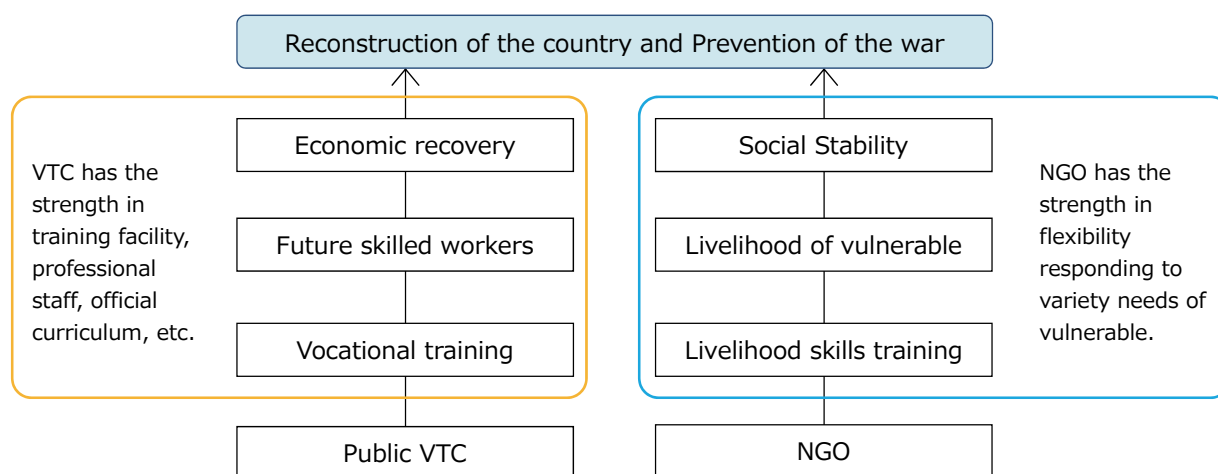 Reconstruction of the country and Prevention of the war
VTC has the
strength in
training facility,
professional
staff, official
curriculum, etc.
Economic recovery
Future skilled workers
Vocational training
Public VTC
Social Stability
Livelihood of vulnerable
Livelihood skills training
NGO
NGO has the
strength in
flexibility
responding to
variety needs of
vulnerable.